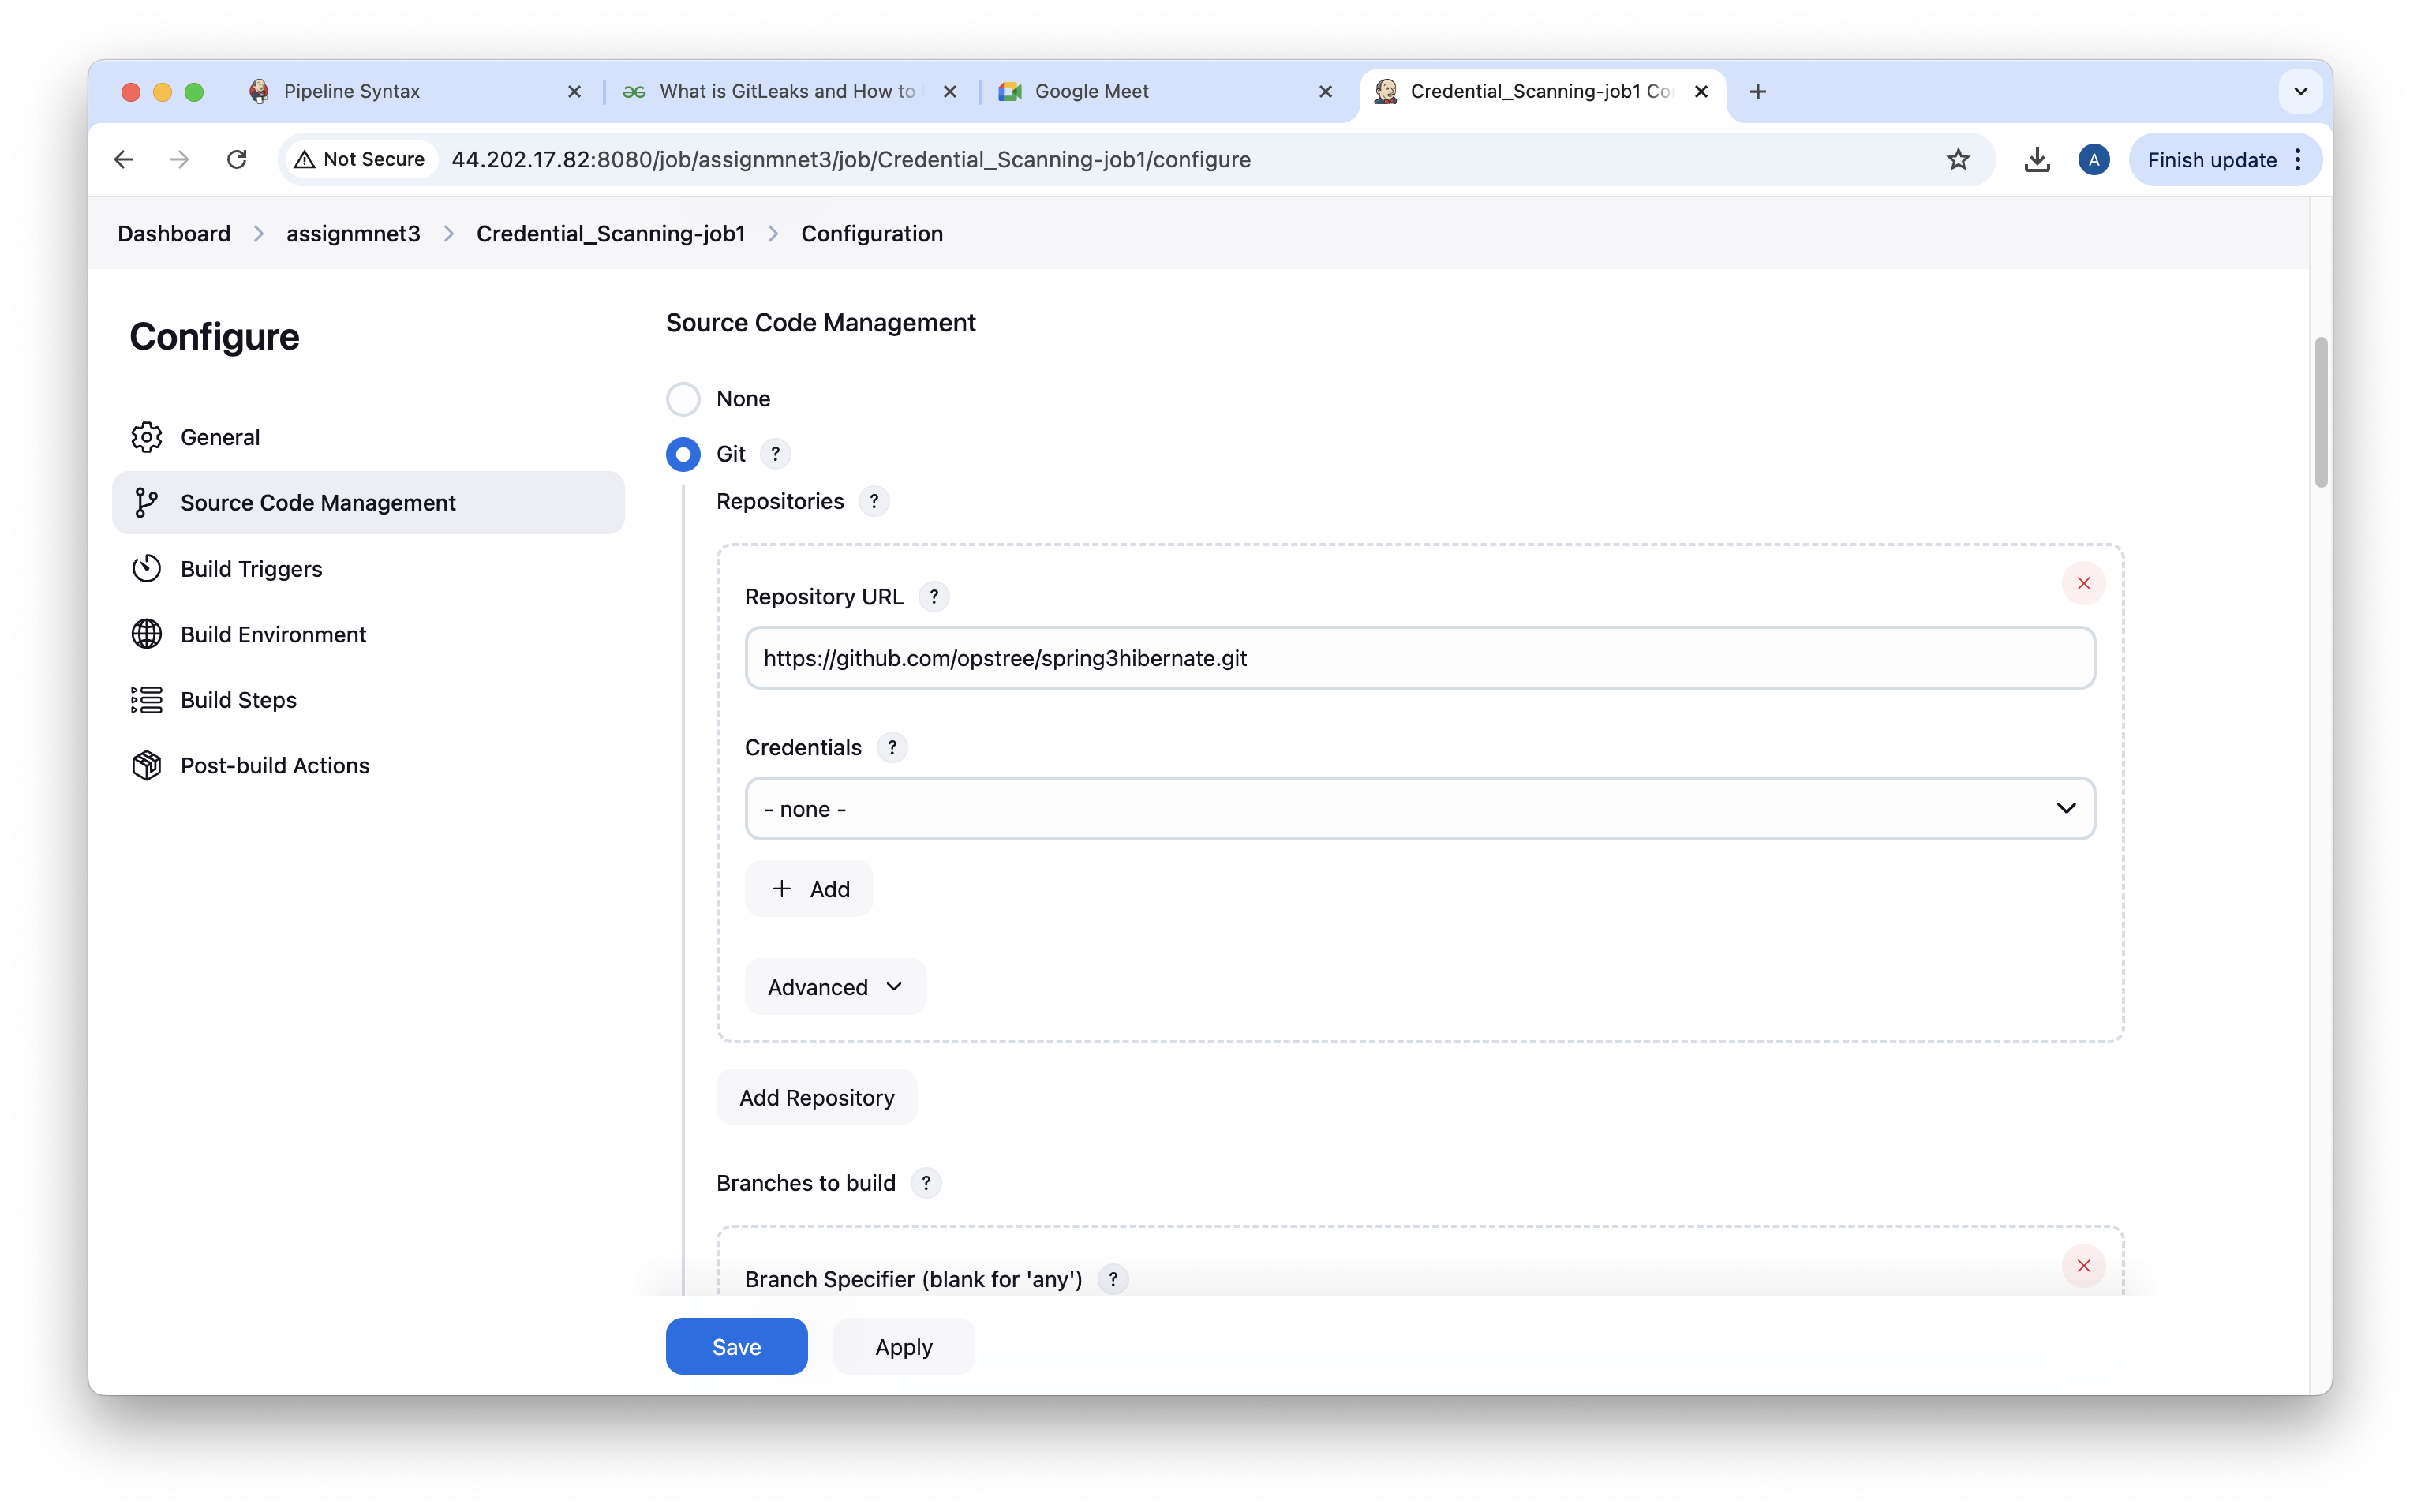 Pipeline Syntax
What is GitLeaks and How to
Google Meet
Credential_Scanning-job1 Co
Not Secure
44.202.17.82:8080/job/assignmnet3/job/Credential_Scanning-job1/configure
A
Finish update
Dashboard
assignmnet3
Credential_Scanning-job1
Configuration
Configure
General
Source Code Management
Build Triggers
Build Environment
Build Steps
Post-build Actions
Source Code Management
None
Git ?
Repositories ?
Repository URL ?
https://github.com/opstree/spring3hibernate.git
Credentials ?
- none -
+ Add
Advanced
Add Repository
Branches to build ?
Branch Specifier (blank for 'any') ?
Save
Apply